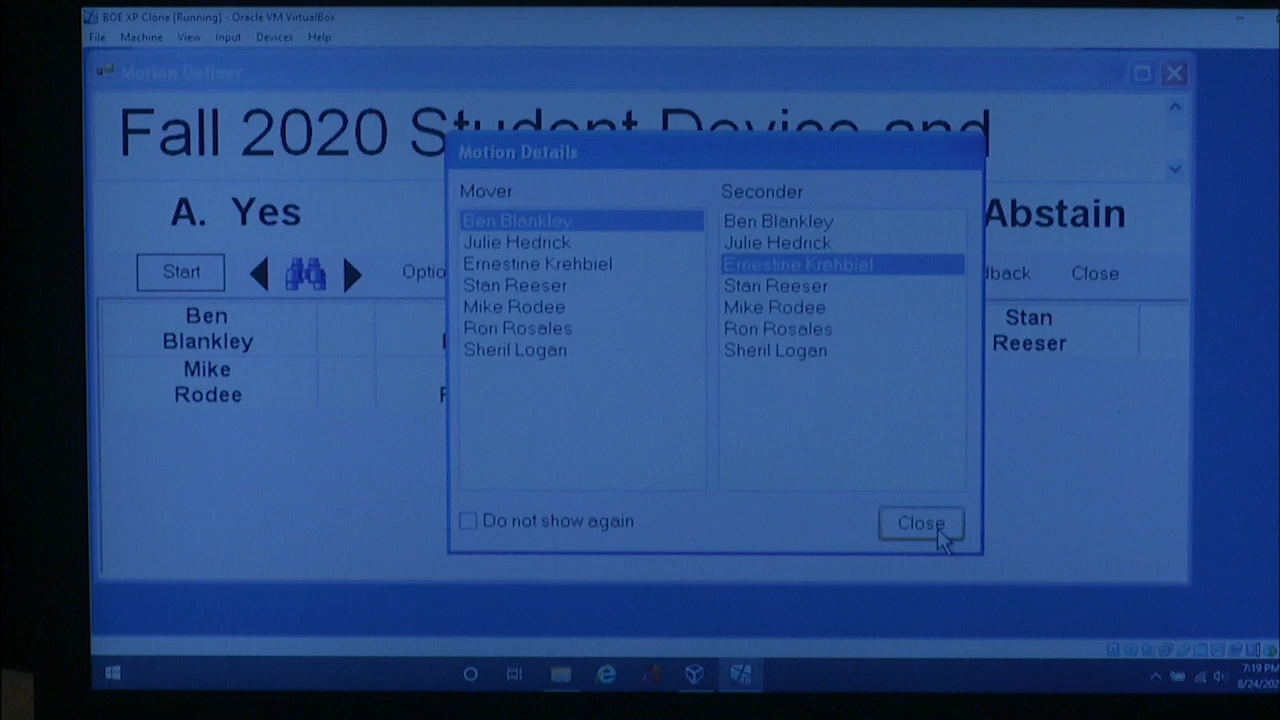 BOE XP Clone [Running] - Oracle VM VirtualBox
File Machine View Input Devices Help
Motion Deliver
Fall 2020 Student Device and
A. Yes
Abstain
Start
Close
Motion Details
Mover
Ben Blankley
Julie Hedrick
Ernestine Krehbiel
Stan Reeser
Mike Rodee
Ron Rosales
Sheril Logan
Seconder
Ben Blankley
Julie Hedrick
Ernestine Krehbiel
Stan Reeser
Mike Rodee
Ron Rosales
Sheril Logan
Do not show again
Close
Ben
Blankley
Stan
Reeser
Mike
Rodee
7:19 PM